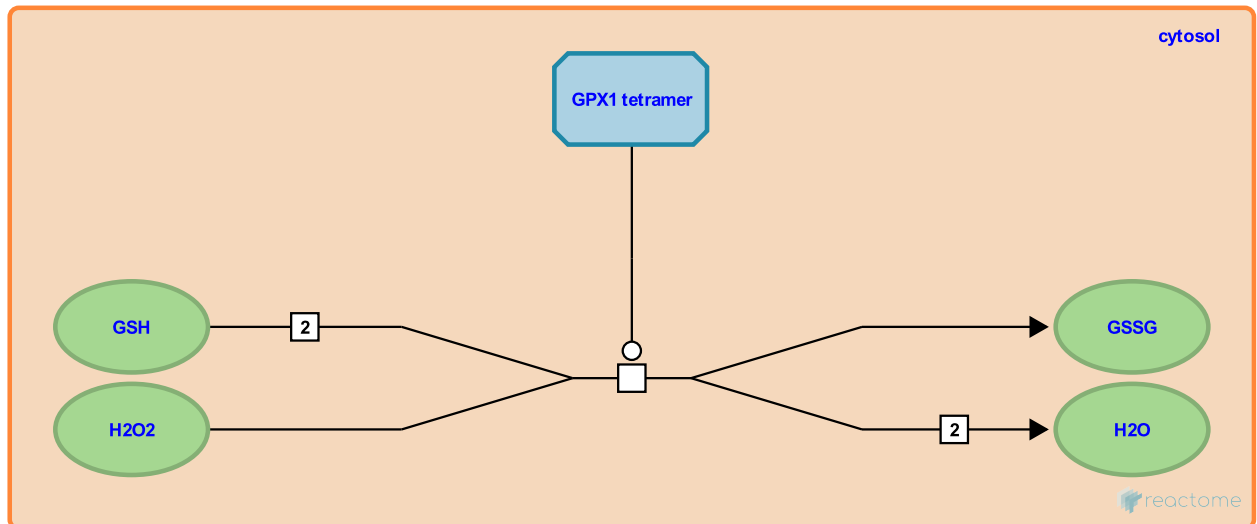 cytosol
GPX1 tetramer
GSH
2
GSSG
H2O2
2
H2O
reactome